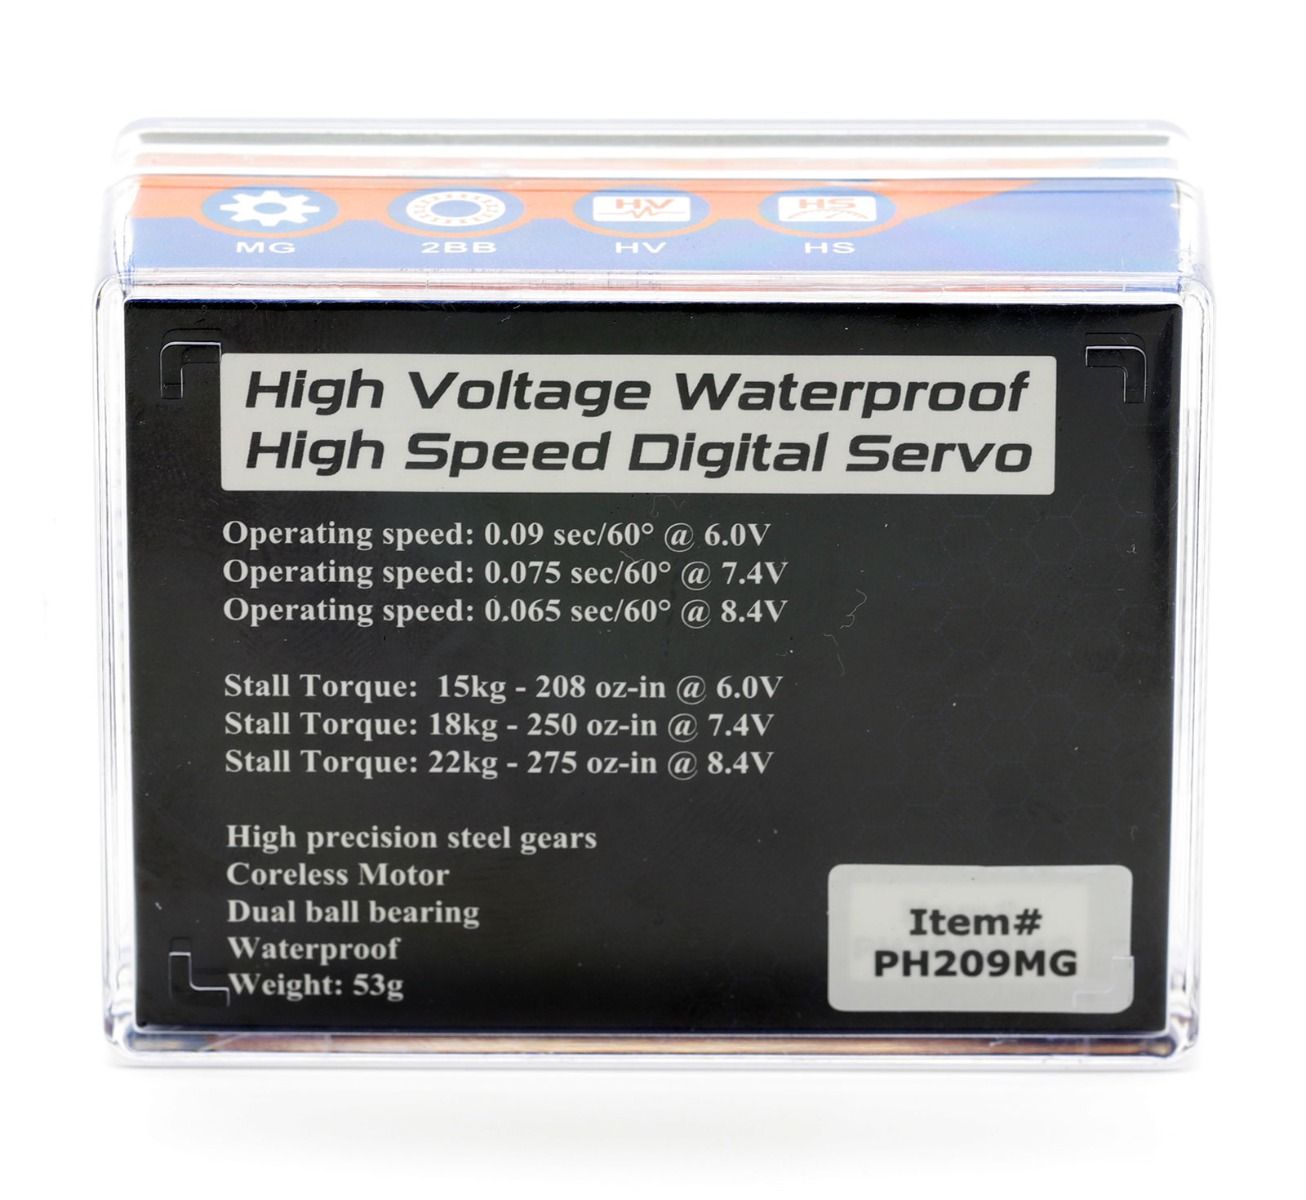 HV
HS
MG
2BB
HV
HS
High Voltage Waterproof
High Speed Digital Servo
Operating speed: 0.09 sec/60° @ 6.0V
Operating speed: 0.075 sec/60° @ 7.4V
Operating speed: 0.065 sec/60° @ 8.4V
Stall Torque:  15kg - 208 oz-in @ 6.0V
Stall Torque: 18kg - 250 oz-in @ 7.4V
Stall Torque: 22kg - 275 oz-in @ 8.4V
High precision steel gears
Coreless Motor
Dual ball bearing
Waterproof
Weight: 53g
Item#
PH209MG